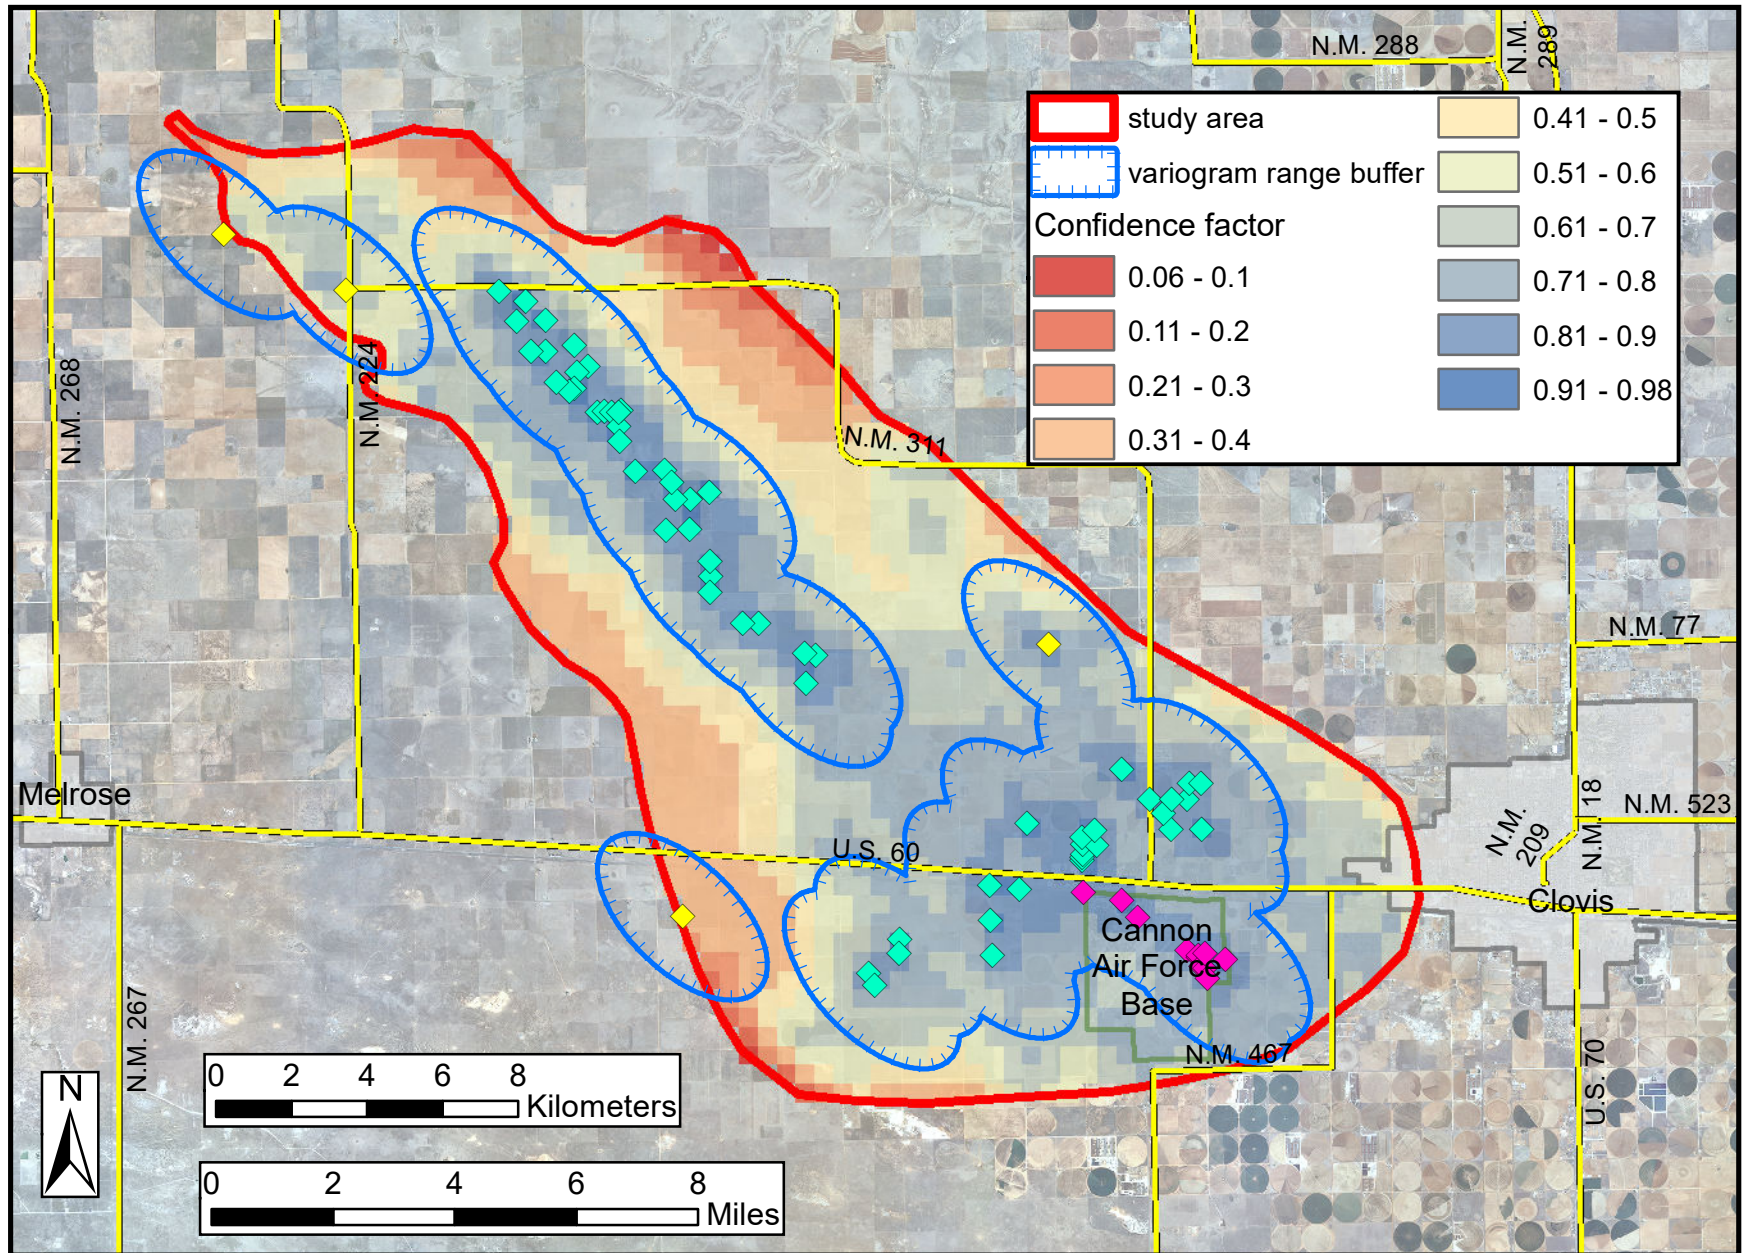 N.M. 288
N.M.
289
study area
variogram range buffer
Confidence factor
0.06 - 0.1
0.11 - 0.2
0.21 - 0.3
0.31 - 0.4
0.41 - 0.5
0.51 - 0.6
0.61 - 0.7
0.71 - 0.8
0.81 - 0.9
0.91 - 0.98
N.M. 268
N.M. 224
N.M. 311
N.M. 77
Melrose
N.M. 18
N.M. 523
N.M.
209
U.S. 60
Clovis
Cannon
Air Force
Base
N.M. 267
N.M. 467
U.S. 70
N
0 2 4 6 8
Kilometers
0 2 4 6 8
Miles